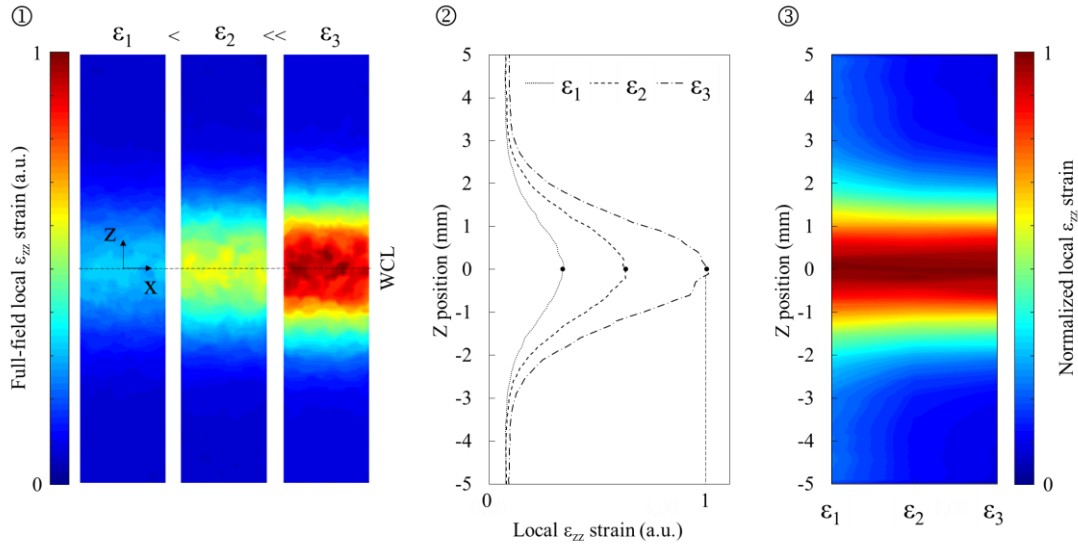 ①
ε1 < ε2 << ε3
1
Full-field local εzz strain (a.u.)
0
Z
X
WCL
②
5
4
3
2
1
0
-1
-2
-3
-4
-5
Z position (mm)
ε1 ε2 ε3
0 1
Local εzz strain (a.u.)
③
5
4
3
2
1
0
-1
-2
-3
-4
-5
Z position (mm)
ε1 ε2 ε3
1
Normalized local εzz strain
0